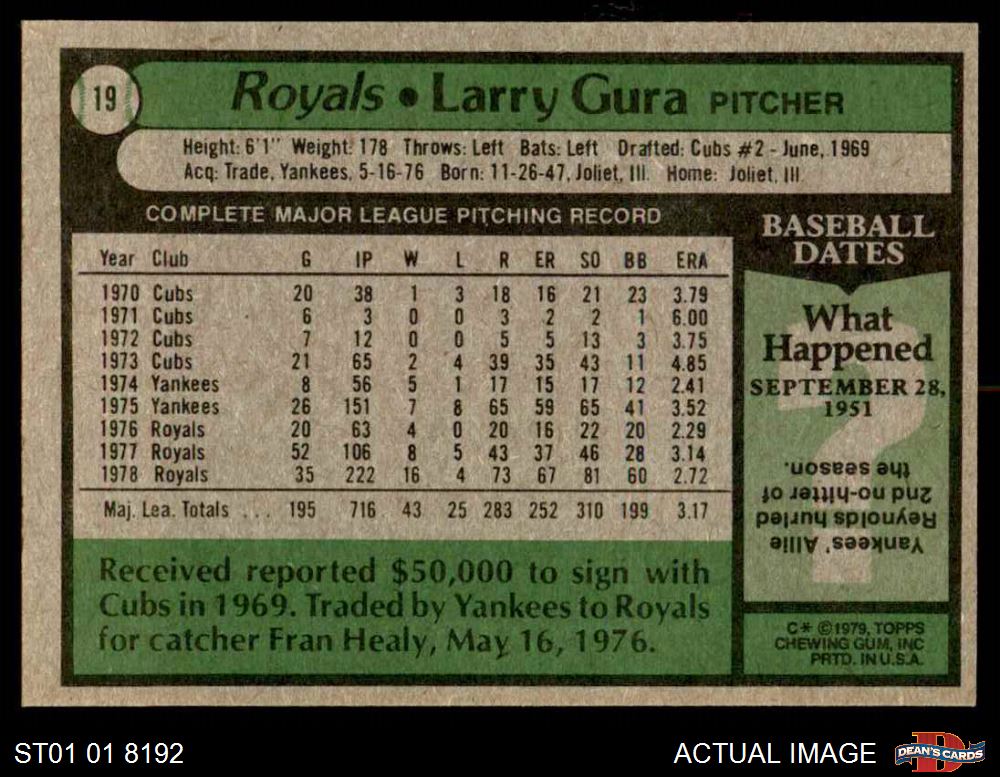 19
Royals • Larry Gura PITCHER
Height: 6'1" Weight: 178 Throws: Left Bats: Left Drafted: Cubs #2 - June, 1969
Acq: Trade, Yankees, 5-16-76 Born: 11-26-47, Joliet, Ill. Home: Joliet, Ill.
COMPLETE MAJOR LEAGUE PITCHING RECORD
Year Club G IP W L R ER SO BB ERA
1970 Cubs 20 38 1 3 18 16 21 23 3.79
1971 Cubs 6 3 0 0 3 2 2 1 6.00
1972 Cubs 7 12 0 0 5 5 13 3 3.75
1973 Cubs 21 65 2 4 39 35 43 11 4.85
1974 Yankees 8 56 5 1 17 15 17 12 2.41
1975 Yankees 26 151 7 8 65 59 65 41 3.52
1976 Royals 20 63 4 0 20 16 22 20 2.29
1977 Royals 52 106 8 5 43 37 46 28 3.14
1978 Royals 35 222 16 4 73 67 81 60 2.72
Maj. Lea. Totals ... 195 716 43 25 283 252 310 199 3.17
Received reported $50,000 to sign with
Cubs in 1969. Traded by Yankees to Royals
for catcher Fran Healy, May 16, 1976.
BASEBALL
DATES
What
Happened
SEPTEMBER 28,
1951
Yankees' Allie
Reynolds hurled
2nd no-hitter of
the season.
C* ©1979, TOPPS
CHEWING GUM, INC
PRTD. IN U.S.A.
ST01 01 8192
ACTUAL IMAGE
DEAN'S CARDS